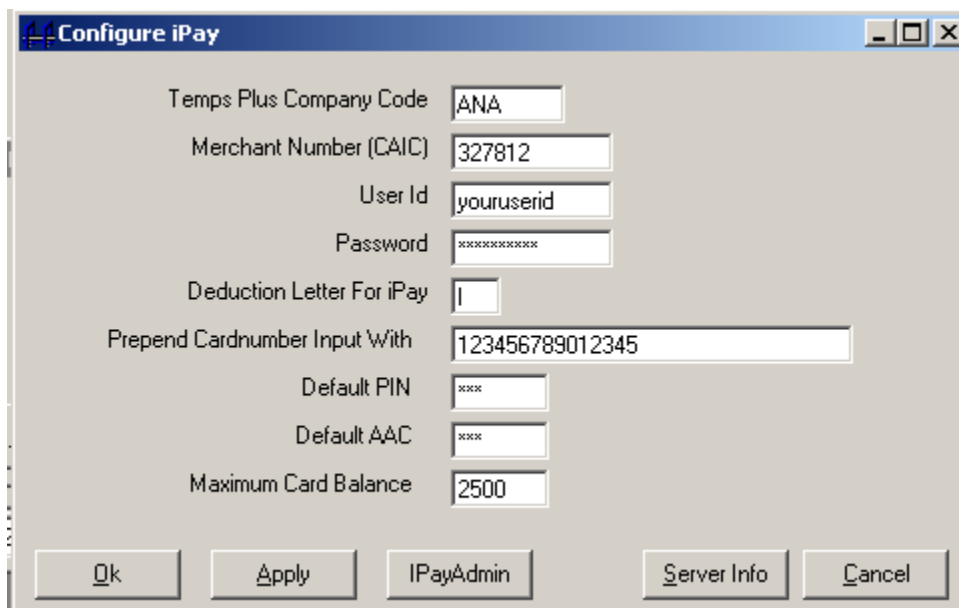 Configure iPay
Temps Plus Company Code ANA
Merchant Number (CAIC) 327812
User Id youruserid
Password **********
Deduction Letter For iPay I
Prepend Cardnumber Input With 123456789012345
Default PIN ***
Default AAC ***
Maximum Card Balance 2500
Ok Apply IPayAdmin Server Info Cancel